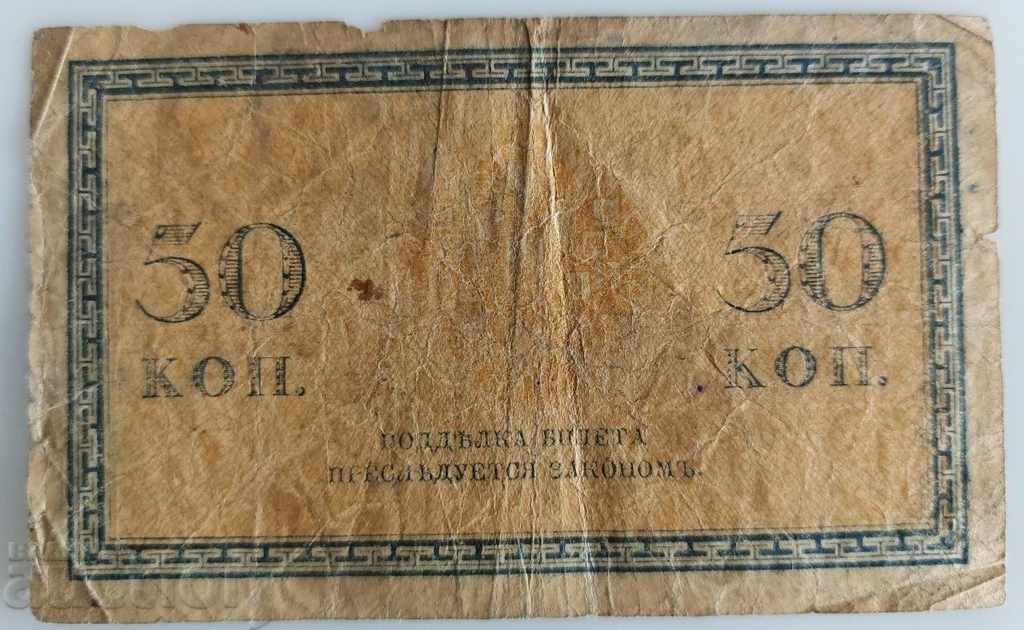 50 50
КОП. КОП.
ПОДДѢЛКА БИЛЕТА
ПРЕСЛѢДУЕТСЯ ЗАКОНОМЪ.